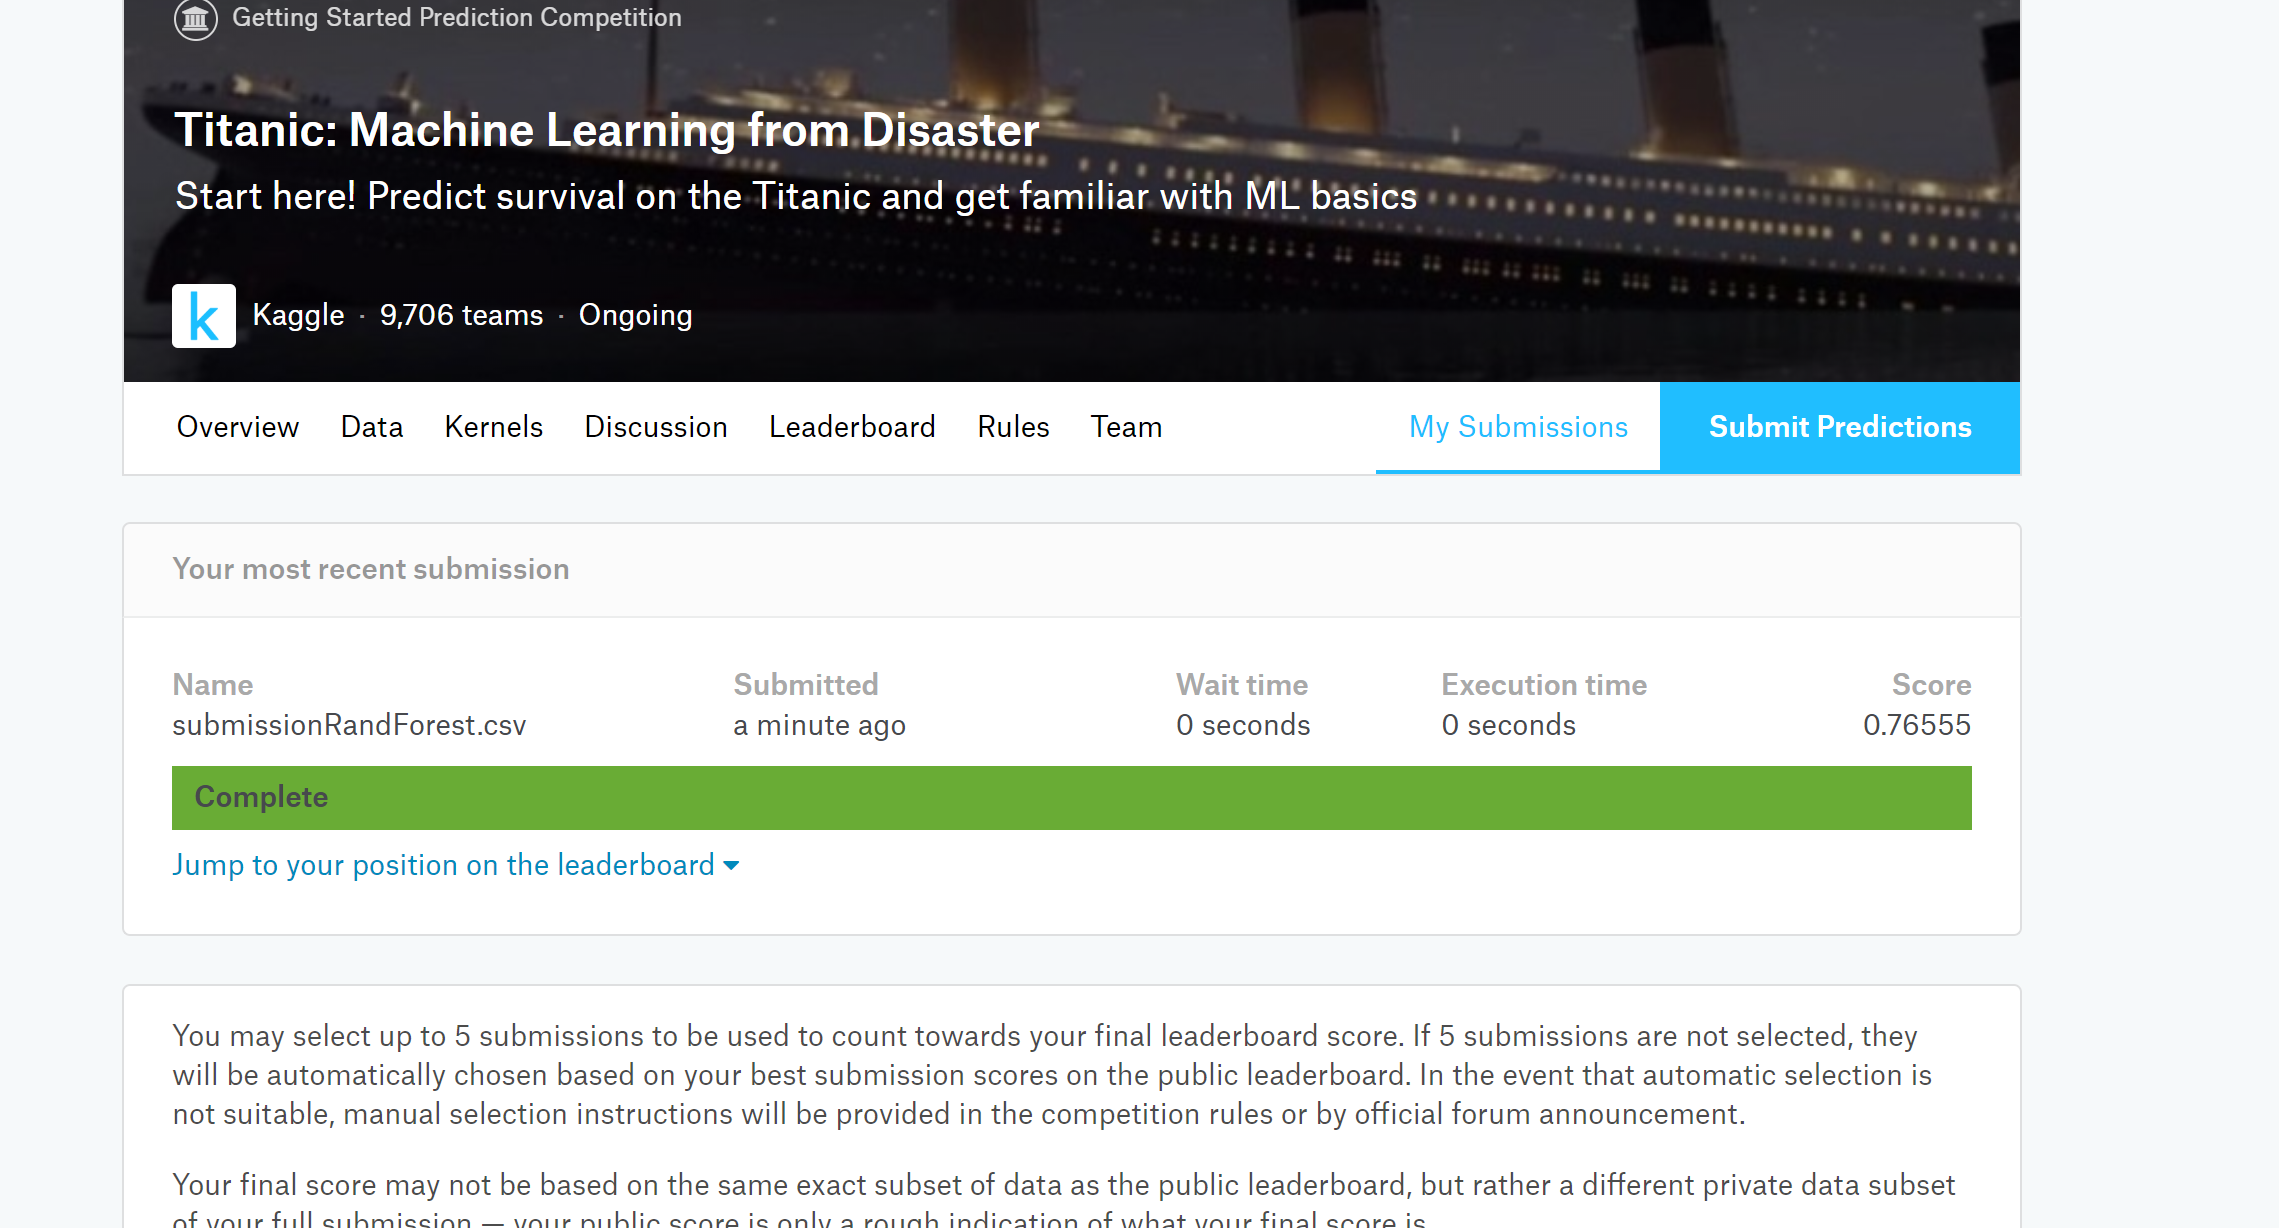 Getting Started Prediction Competition
Titanic: Machine Learning from Disaster
Start here! Predict survival on the Titanic and get familiar with ML basics
k
Kaggle · 9,706 teams · Ongoing
Overview Data Kernels Discussion Leaderboard Rules Team My Submissions Submit Predictions
Your most recent submission
Name Submitted Wait time Execution time Score
submissionRandForest.csv a minute ago 0 seconds 0 seconds 0.76555
Complete
Jump to your position on the leaderboard
You may select up to 5 submissions to be used to count towards your final leaderboard score. If 5 submissions are not selected, they
will be automatically chosen based on your best submission scores on the public leaderboard. In the event that automatic selection is
not suitable, manual selection instructions will be provided in the competition rules or by official forum announcement.
Your final score may not be based on the same exact subset of data as the public leaderboard, but rather a different private data subset
of your full submission — your public score is only a rough indication of what your final score is.